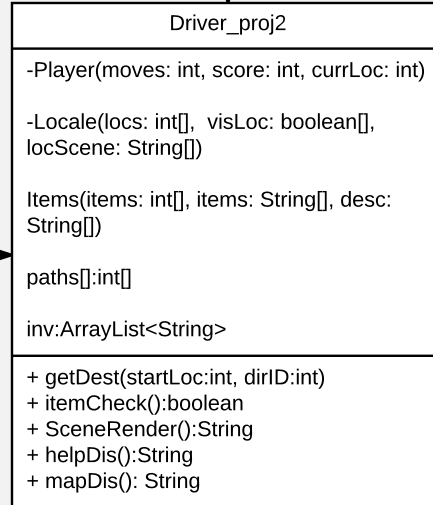 Driver_proj2
-Player(moves: int, score: int, currLoc: int)
-Locale(locs: int[], visLoc: boolean[],
locScene: String[])
Items(items: int[], items: String[], desc:
String[])
paths[]:int[]
inv:ArrayList<String>
+ getDest(startLoc:int, dirID:int)
+ itemCheck():boolean
+ SceneRender():String
+ helpDis():String
+ mapDis(): String